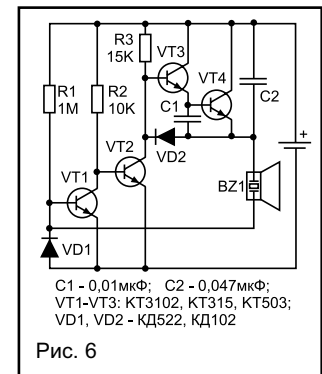 R3
15K
VT3
R1
1M
R2
10K
VT4
C1
C2
VT2
VD2
VT1
BZ1
VD1
+
C1 - 0,01мкФ; C2 - 0,047мкФ;
VT1-VT3: КТ3102, КТ315, КТ503;
VD1, VD2 - КД522, КД102
Рис. 6